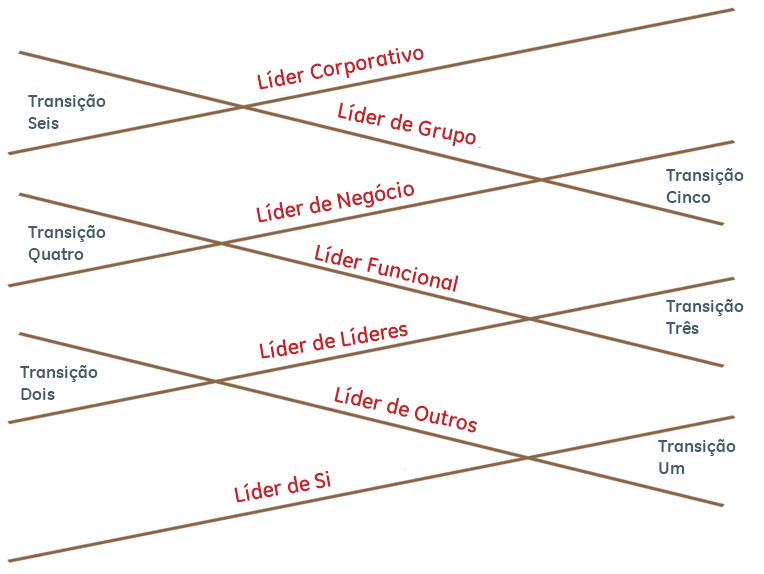 Líder Corporativo
Transição
Seis
Líder de Grupo
Transição
Cinco
Líder de Negócio
Transição
Quatro
Líder Funcional
Transição
Três
Líder de Líderes
Transição
Dois
Líder de Outros
Transição
Um
Líder de Si